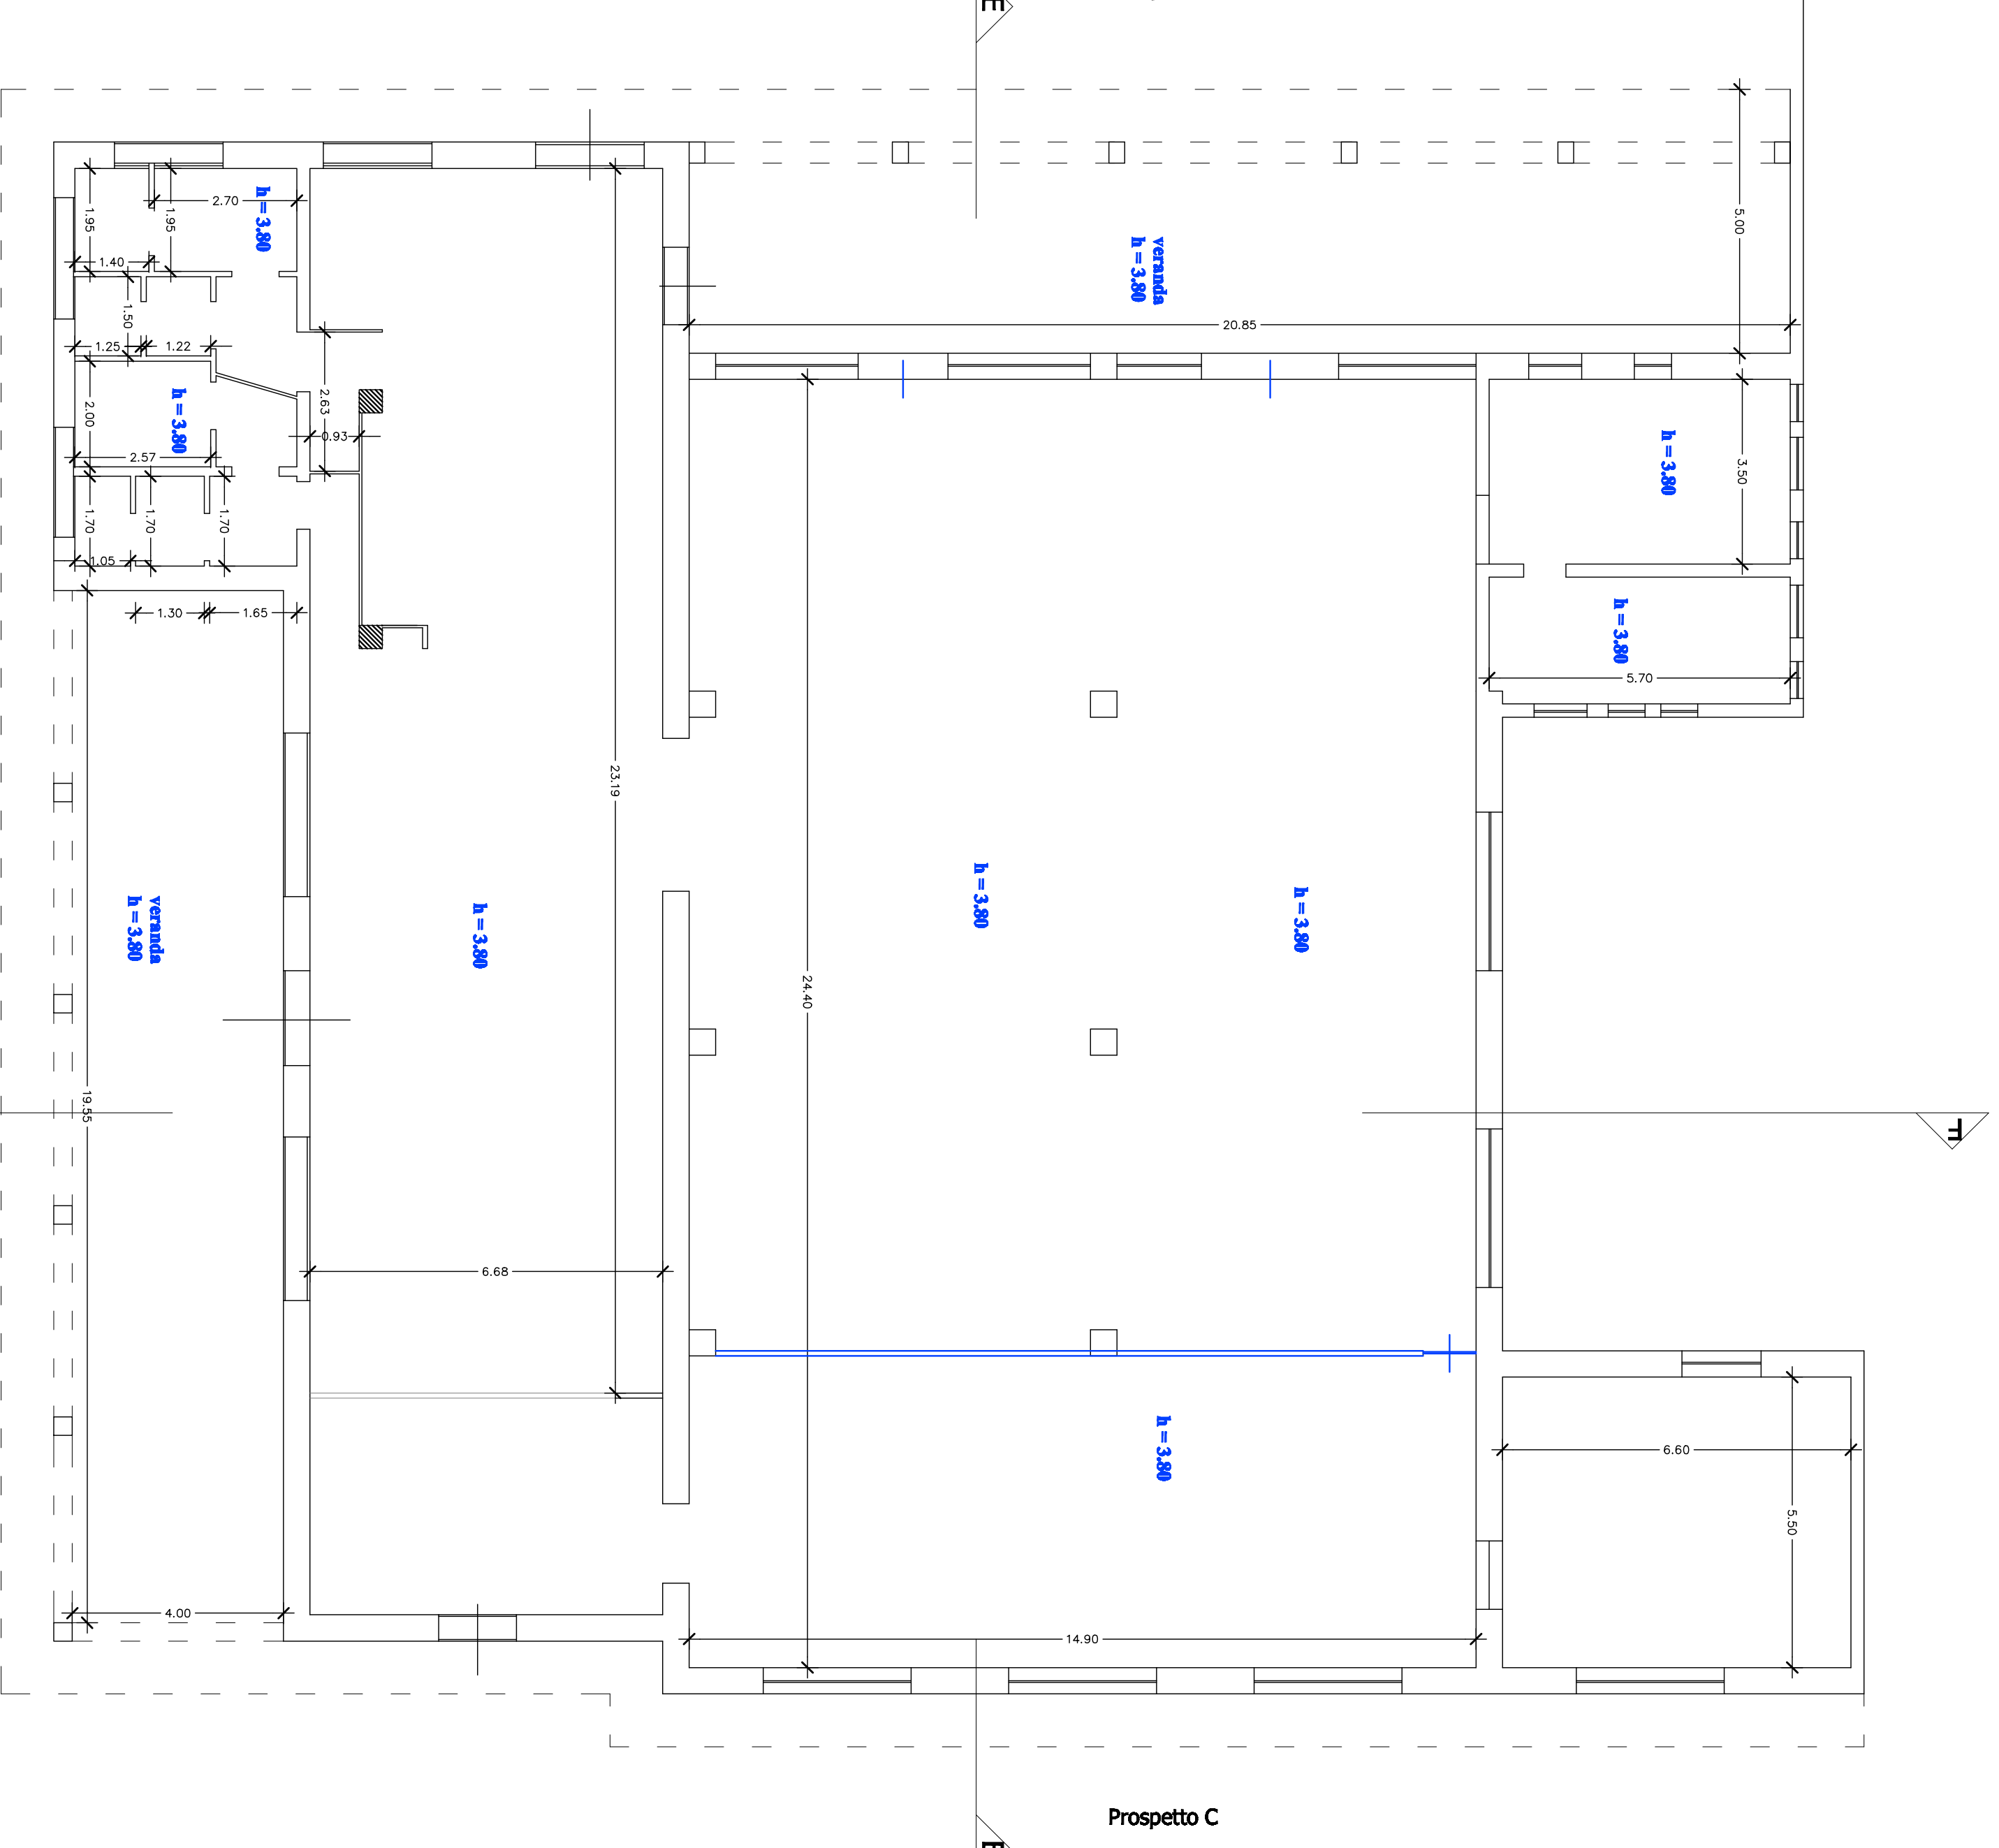 E
5.00
2.70
1.95
1.95
h = 3.80
1.40
veranda
h = 3.80
1.50
20.85
1.25
1.22
2.63
2.00
h = 3.80
0.93
2.57
h = 3.80
3.50
1.70
1.70
1.70
1.05
1.30
1.65
h = 3.80
5.70
23.19
h = 3.80
h = 3.80
veranda
h = 3.80
h = 3.80
24.40
19.55
F
6.68
h = 3.80
6.60
5.50
4.00
14.90
Prospetto C
E